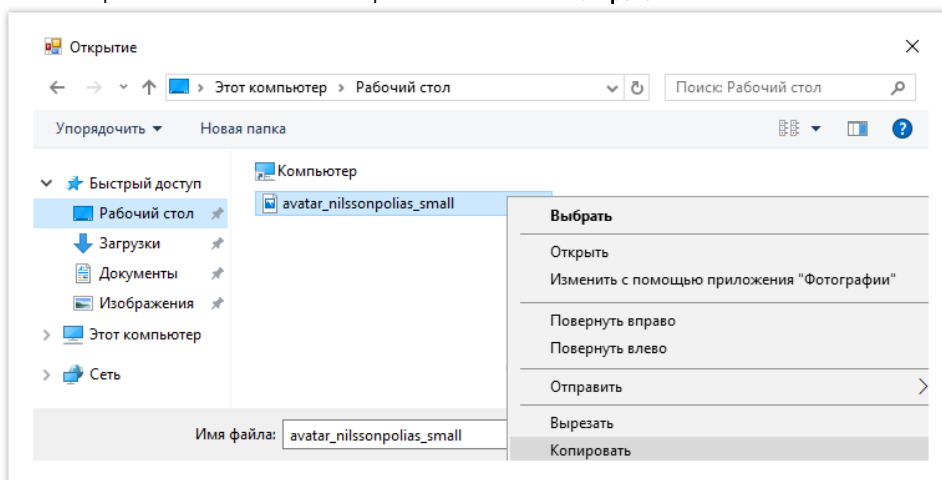 Открытие
Этот компьютер › Рабочий стол
Поиск: Рабочий стол
Упорядочить
Новая папка
Быстрый доступ
Рабочий стол
Загрузки
Документы
Изображения
Этот компьютер
Сеть
Компьютер
avatar_nilssonpolias_small
Выбрать
Открыть
Изменить с помощью приложения "Фотографии"
Повернуть вправо
Повернуть влево
Отправить
Вырезать
Копировать
Имя файла: avatar_nilssonpolias_small